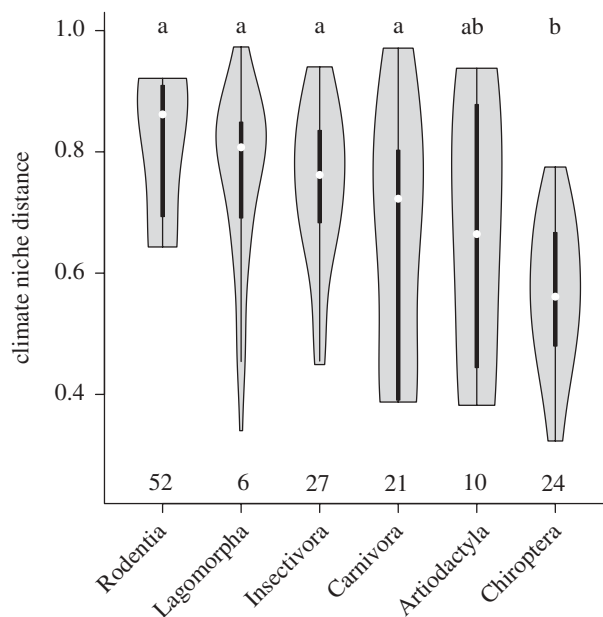 climate niche distance
1.0
0.8
0.6
0.4
a a a a ab b
52 6 27 21 10 24
Rodentia
Lagomorpha
Insectivora
Carnivora
Artiodactyla
Chiroptera